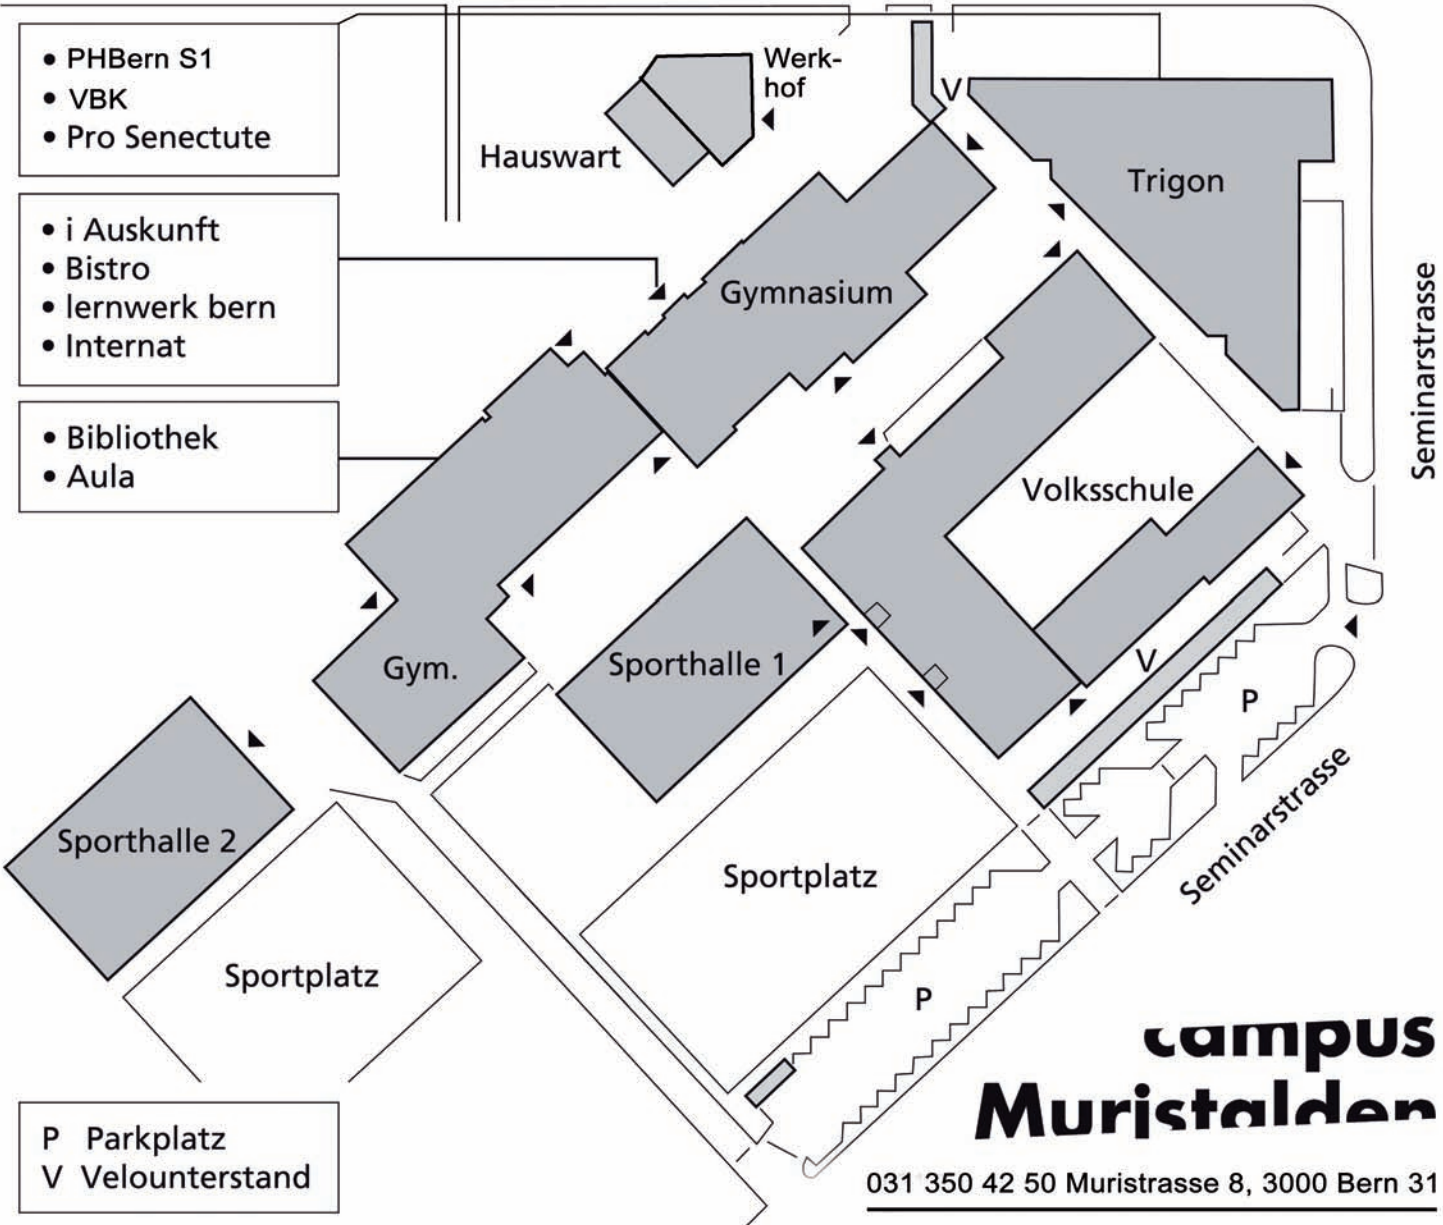 • PHBern S1
• VBK
• Pro Senectute
• i Auskunft
• Bistro
• lernwerk bern
• Internat
• Bibliothek
• Aula
Werk-
hof
Hauswart
V
Trigon
Gymnasium
Seminarstrasse
Volksschule
Gym.
Sporthalle 1
V
P
Sporthalle 2
Seminarstrasse
Sportplatz
Sportplatz
P
P Parkplatz
V Velounterstand
campus
Muristalden
031 350 42 50 Muristrasse 8, 3000 Bern 31